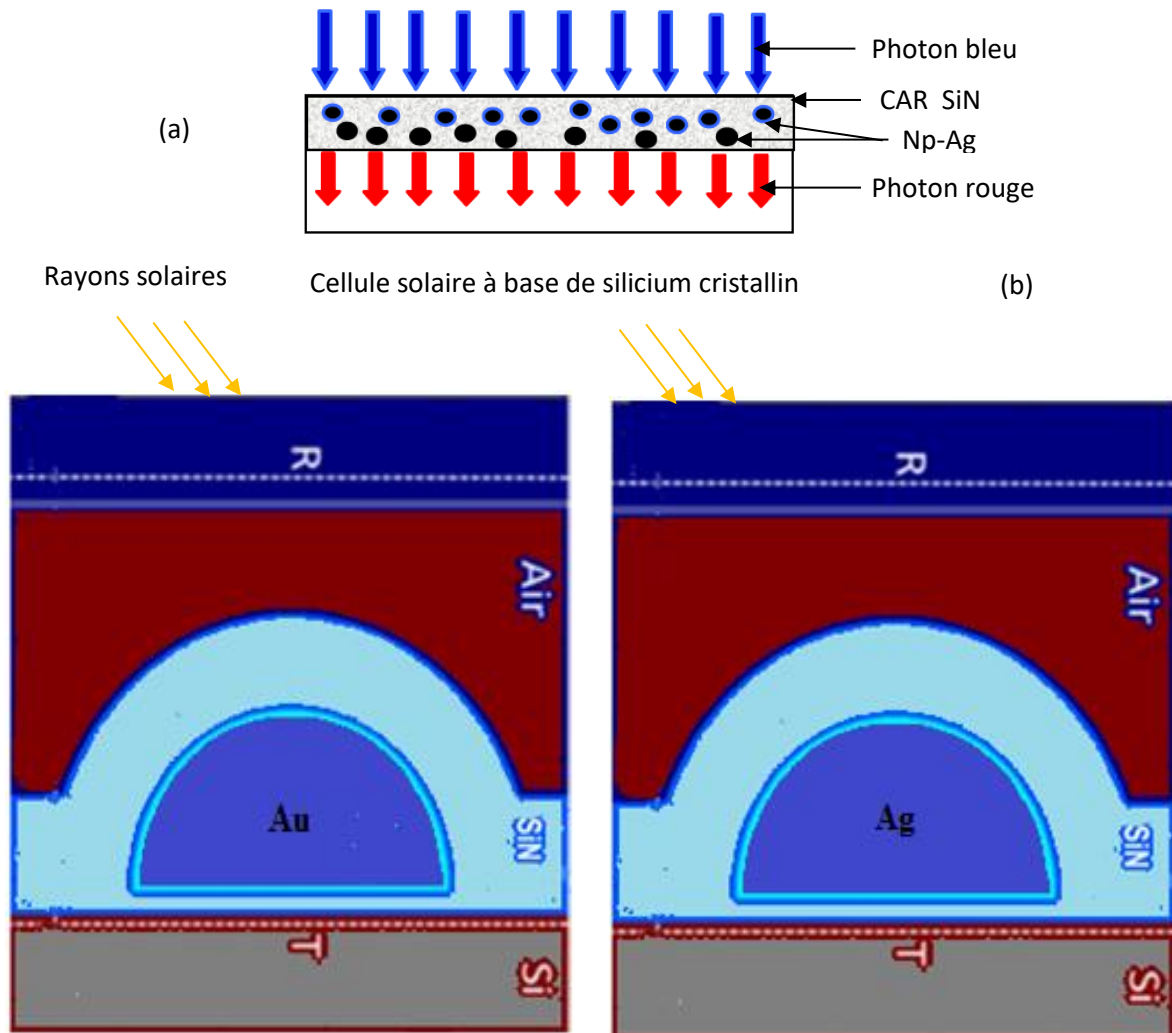 Photon bleu
CAR SiN
(a)
Np-Ag
Photon rouge
Rayons solaires
Cellule solaire à base de silicium cristallin
(b)
R
Air
Au
SiN
T
Si
R
Air
Ag
SiN
T
Si